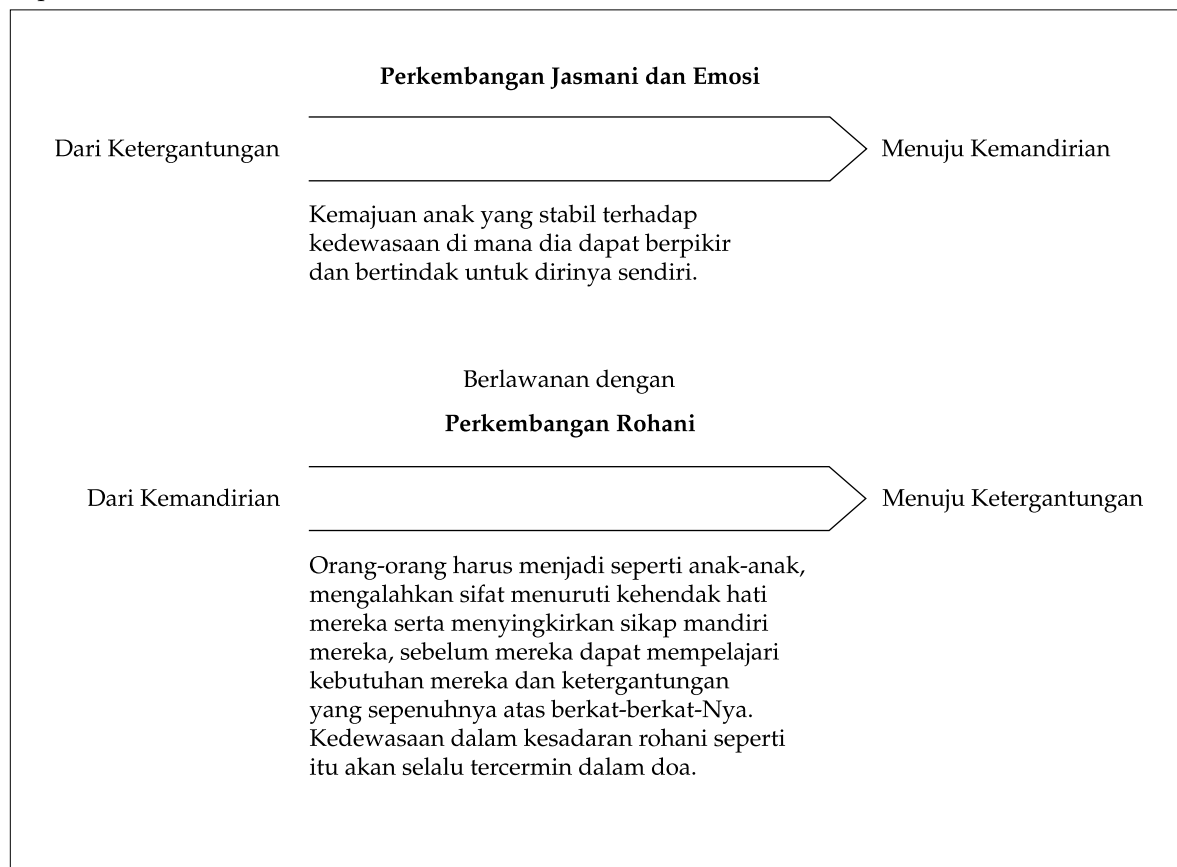 Perkembangan Jasmani dan Emosi
Dari Ketergantungan
Menuju Kemandirian
Kemajuan anak yang stabil terhadap
kedewasaan di mana dia dapat berpikir
dan bertindak untuk dirinya sendiri.
Berlawanan dengan
Perkembangan Rohani
Dari Kemandirian
Menuju Ketergantungan
Orang-orang harus menjadi seperti anak-anak,
mengalahkan sifat menuruti kehendak hati
mereka serta menyingkirkan sikap mandiri
mereka, sebelum mereka dapat mempelajari
kebutuhan mereka dan ketergantungan
yang sepenuhnya atas berkat-berkat-Nya.
Kedewasaan dalam kesadaran rohani seperti
itu akan selalu tercermin dalam doa.